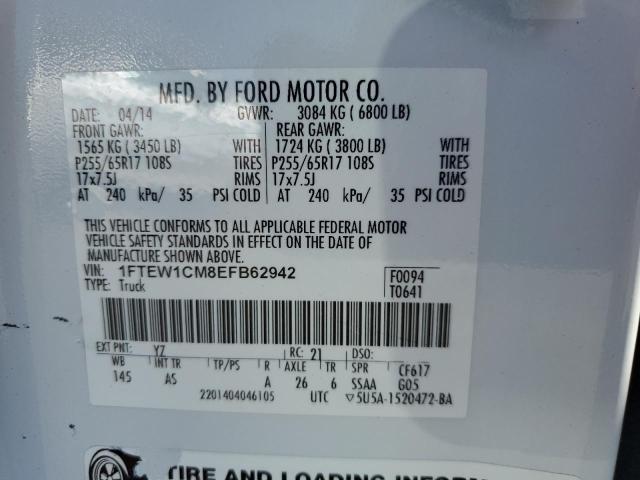 MFD. BY FORD MOTOR CO.
DATE: 04/14 GVWR: 3084 KG ( 6800 LB)
FRONT GAWR: REAR GAWR:
1565 KG ( 3450 LB) WITH 1724 KG ( 3800 LB) WITH
P255/65R17 108S TIRES P255/65R17 108S TIRES
17x7.5J RIMS 17x7.5J RIMS
AT 240 kPa/ 35 PSI COLD AT 240 kPa/ 35 PSI COLD
THIS VEHICLE CONFORMS TO ALL APPLICABLE FEDERAL MOTOR
VEHICLE SAFETY STANDARDS IN EFFECT ON THE DATE OF
MANUFACTURE SHOWN ABOVE.
VIN: 1FTEW1CM8EFB62942 F0094
TYPE: Truck T0641
EXT PNT: YZ RC: 21 DSO:
WB INT TR TP/PS R AXLE TR SPR CF617
145 AS A 26 6 SSAA G05
2201404046105 UTC ▽5U5A-1520472-BA
TIRE AND LOADING INFORM